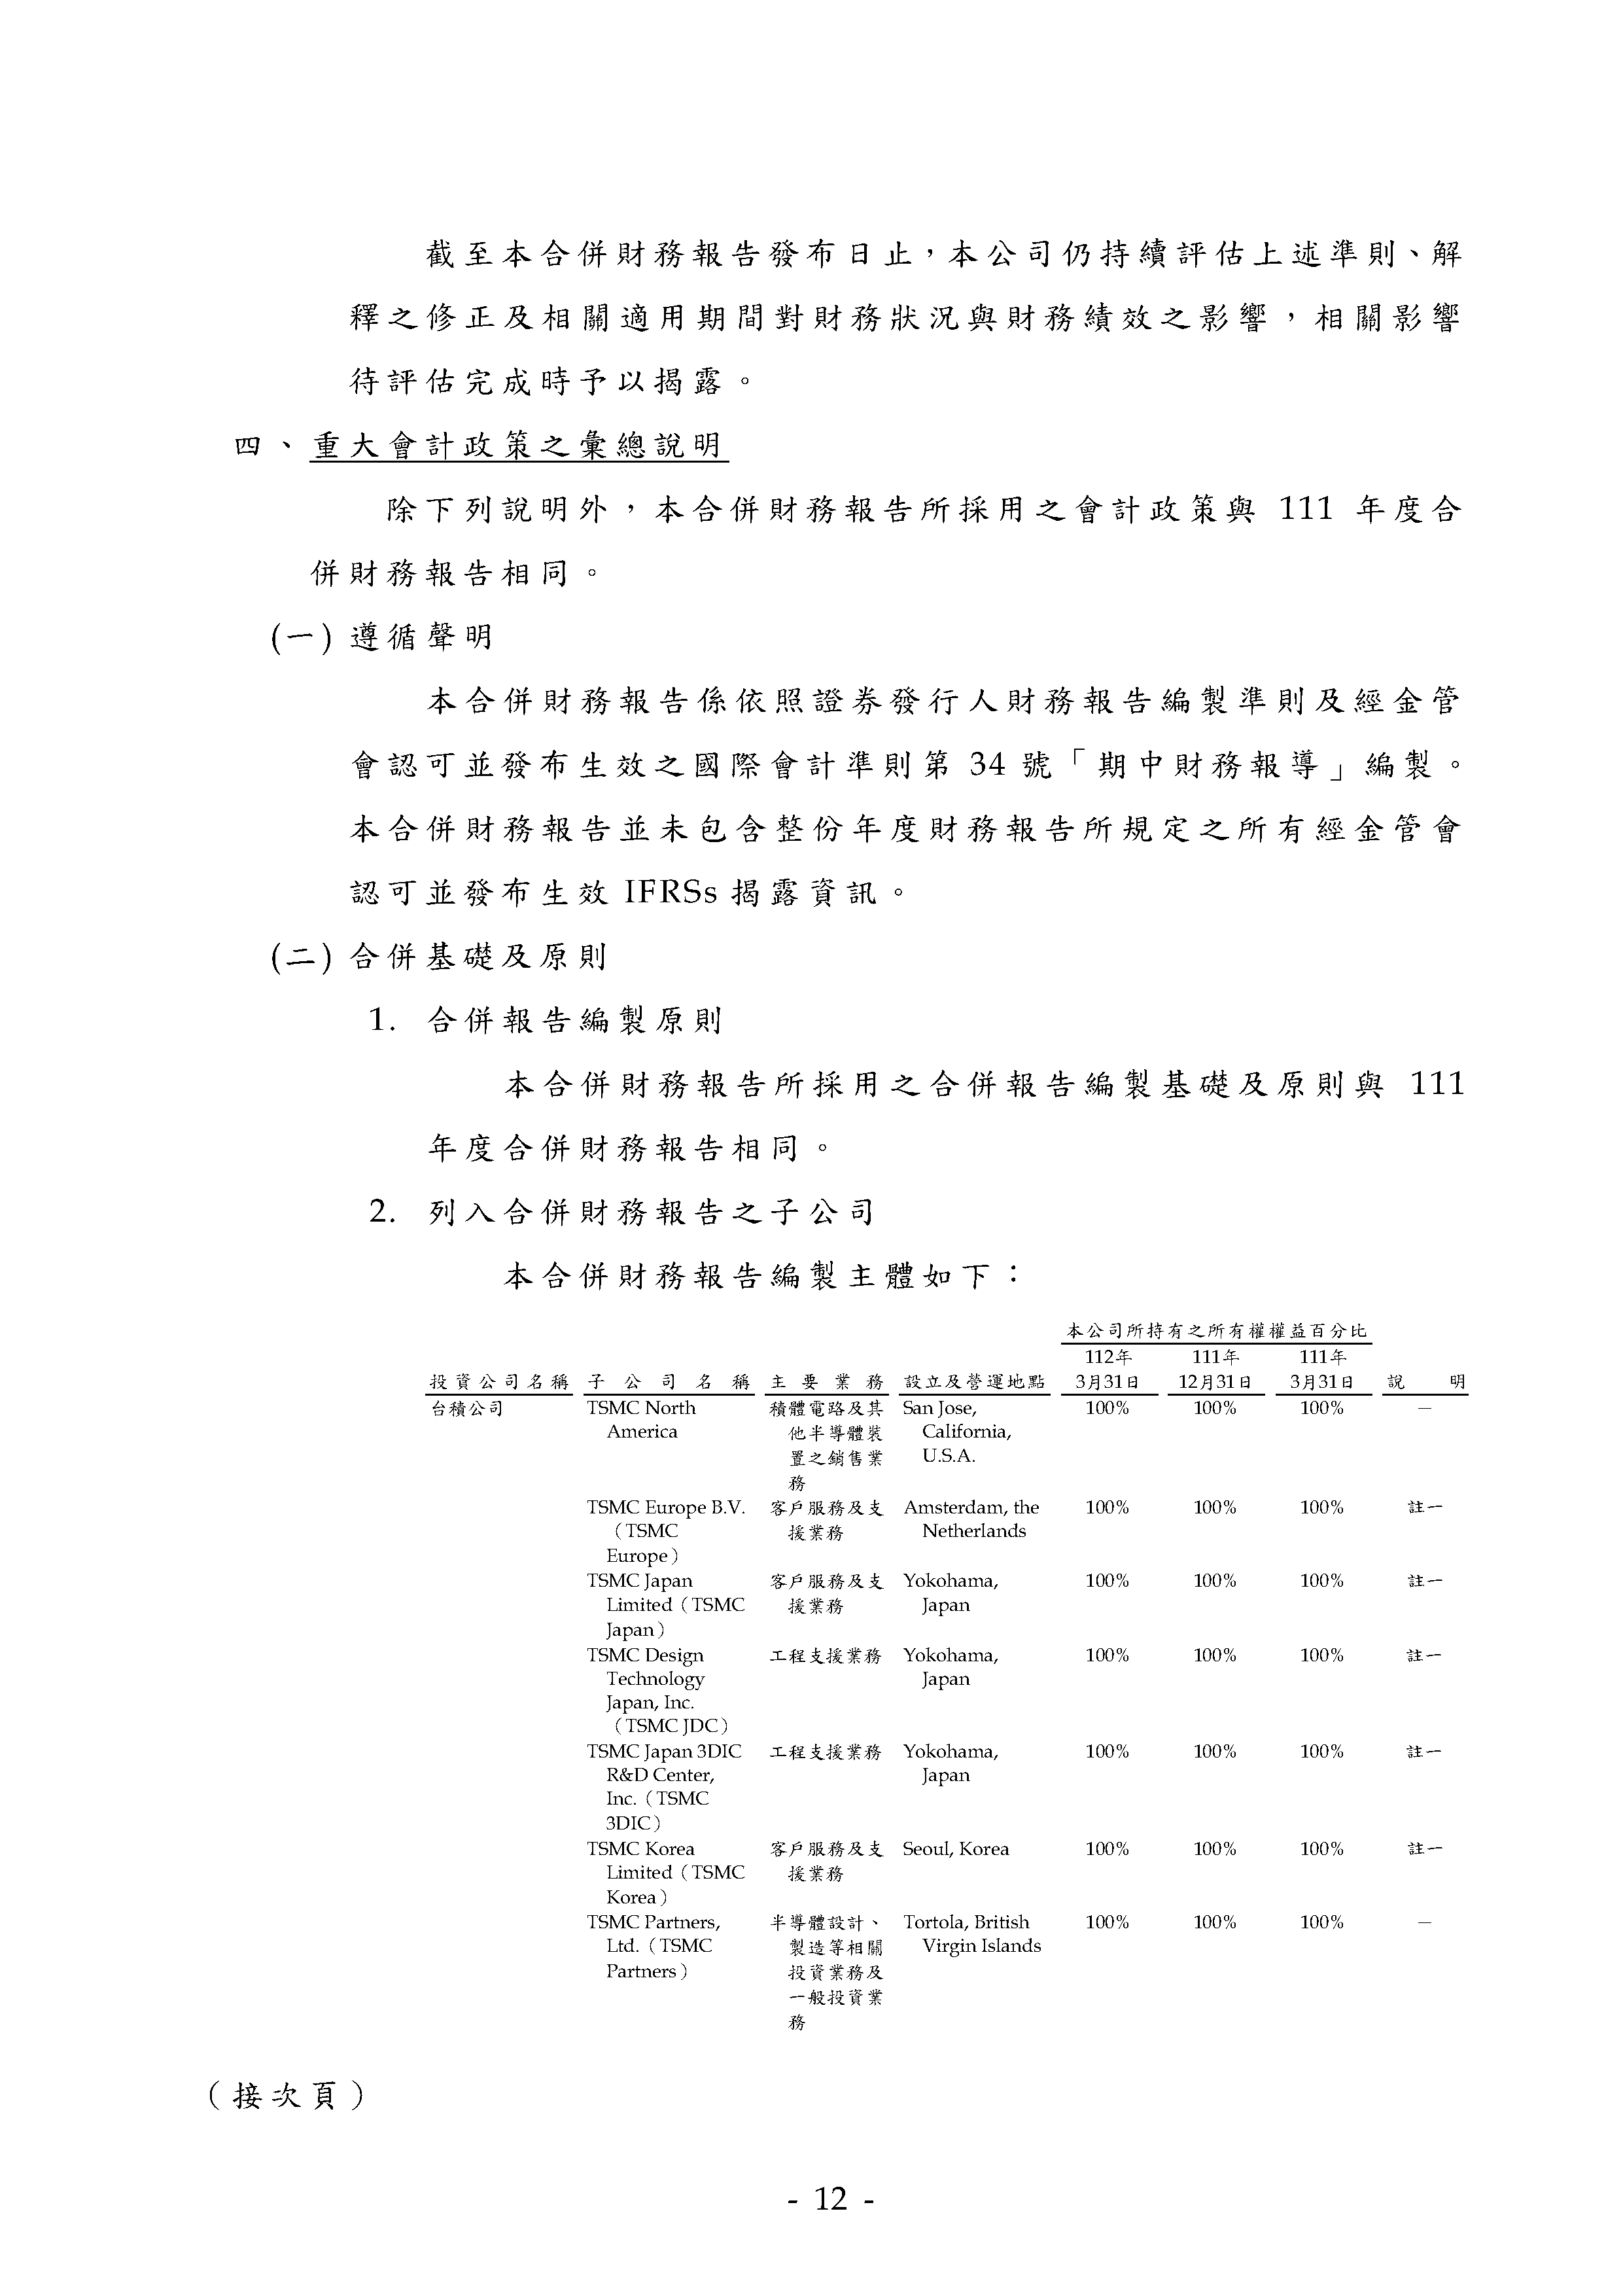 截至本合併財務報告發布日止，本公司仍持續評估上述準則、解
釋之修正及相關適用期間對財務狀況與財務績效之影響，相關影響
待評估完成時予以揭露。
四、重大會計政策之彙總說明
除下列說明外，本合併財務報告所採用之會計政策與 111 年度合
併財務報告相同。
(一) 遵循聲明
本合併財務報告係依照證券發行人財務報告編製準則及經金管
會認可並發布生效之國際會計準則第 34 號「期中財務報導」編製。
本合併財務報告並未包含整份年度財務報告所規定之所有經金管會
認可並發布生效 IFRSs 揭露資訊。
(二) 合併基礎及原則
1. 合併報告編製原則
本合併財務報告所採用之合併報告編製基礎及原則與 111
年度合併財務報告相同。
2. 列入合併財務報告之子公司
本合併財務報告編製主體如下：
本公司所持有之所有權權益百分比
112年 111年 111年
投資公司名稱 子公司名稱 主要業務 設立及營運地點 3月31日 12月31日 3月31日 說明
台積公司 TSMC North 積體電路及其 San Jose, 100% 100% 100% －
America 他半導體裝 California,
置之銷售業 U.S.A.
務
TSMC Europe B.V. 客戶服務及支 Amsterdam, the 100% 100% 100% 註一
（TSMC 援業務 Netherlands
Europe）
TSMC Japan 客戶服務及支 Yokohama, 100% 100% 100% 註一
Limited（TSMC 援業務 Japan
Japan）
TSMC Design 工程支援業務 Yokohama, 100% 100% 100% 註一
Technology Japan
Japan, Inc.
（TSMC JDC）
TSMC Japan 3DIC 工程支援業務 Yokohama, 100% 100% 100% 註一
R&D Center, Japan
Inc.（TSMC
3DIC）
TSMC Korea 客戶服務及支 Seoul, Korea 100% 100% 100% 註一
Limited（TSMC 援業務
Korea）
TSMC Partners, 半導體設計、 Tortola, British 100% 100% 100% －
Ltd.（TSMC 製造等相關 Virgin Islands
Partners） 投資業務及
一般投資業
務
（接次頁）
- 12 -